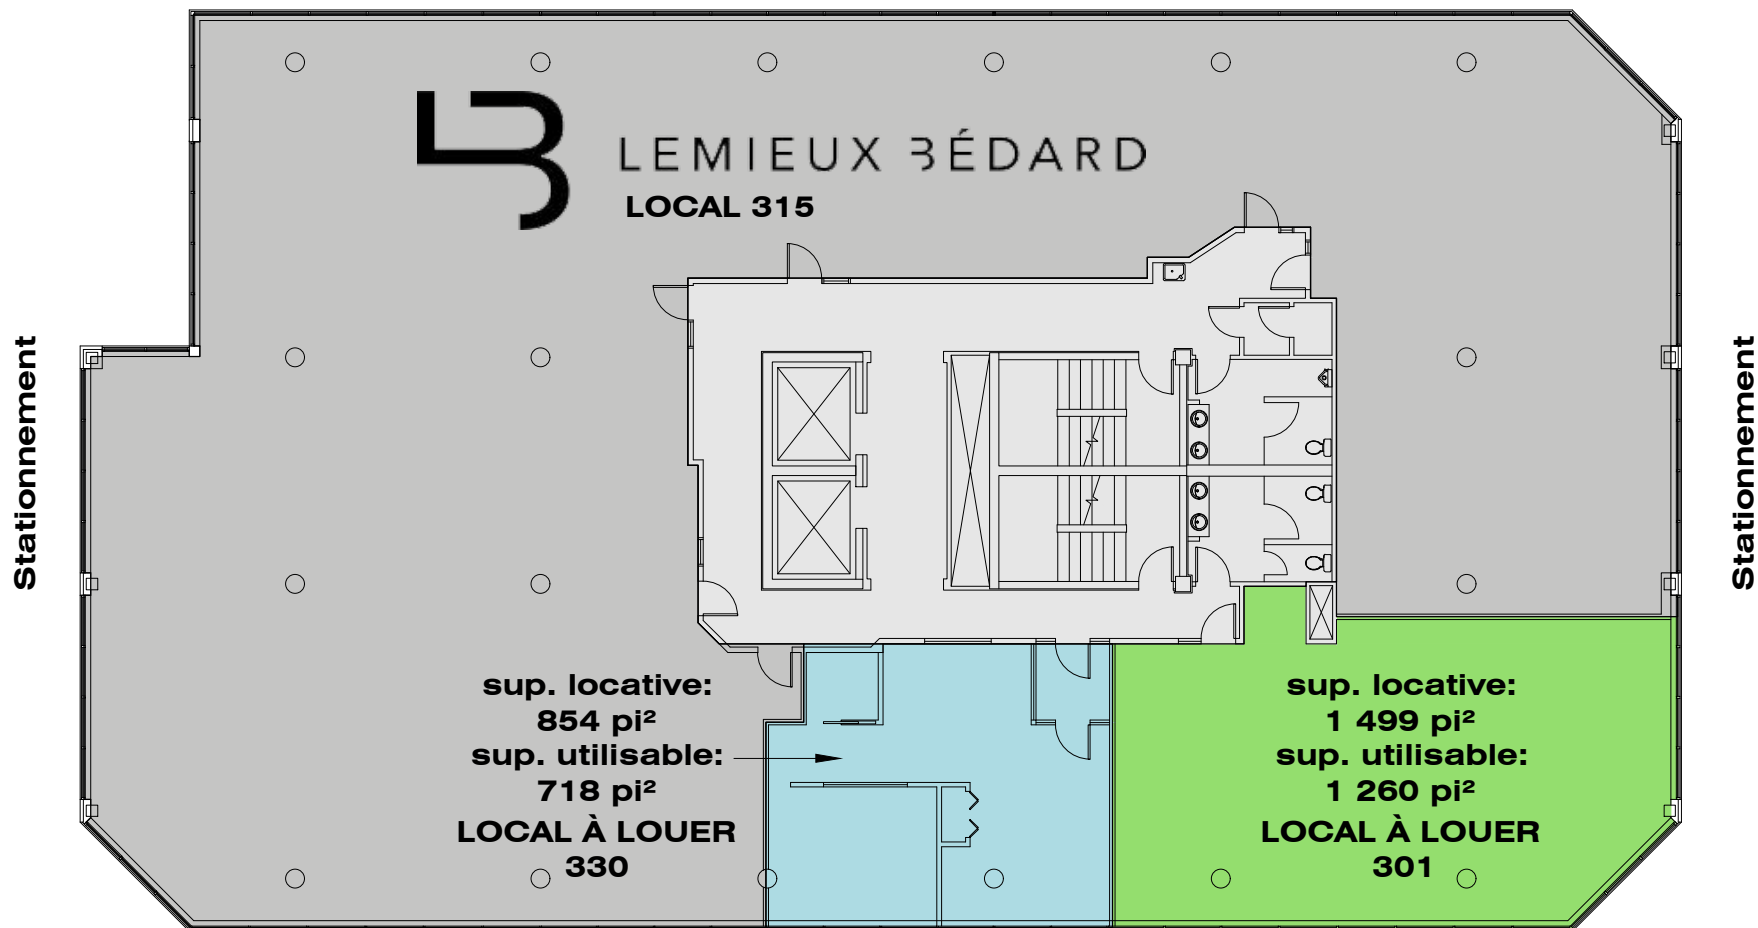 LEMIEUX BÉDARD
LOCAL 315
Stationnement
Stationnement
sup. locative:
854 pi²
sup. utilisable:
718 pi²
LOCAL À LOUER
330
sup. locative:
1 499 pi²
sup. utilisable:
1 260 pi²
LOCAL À LOUER
301